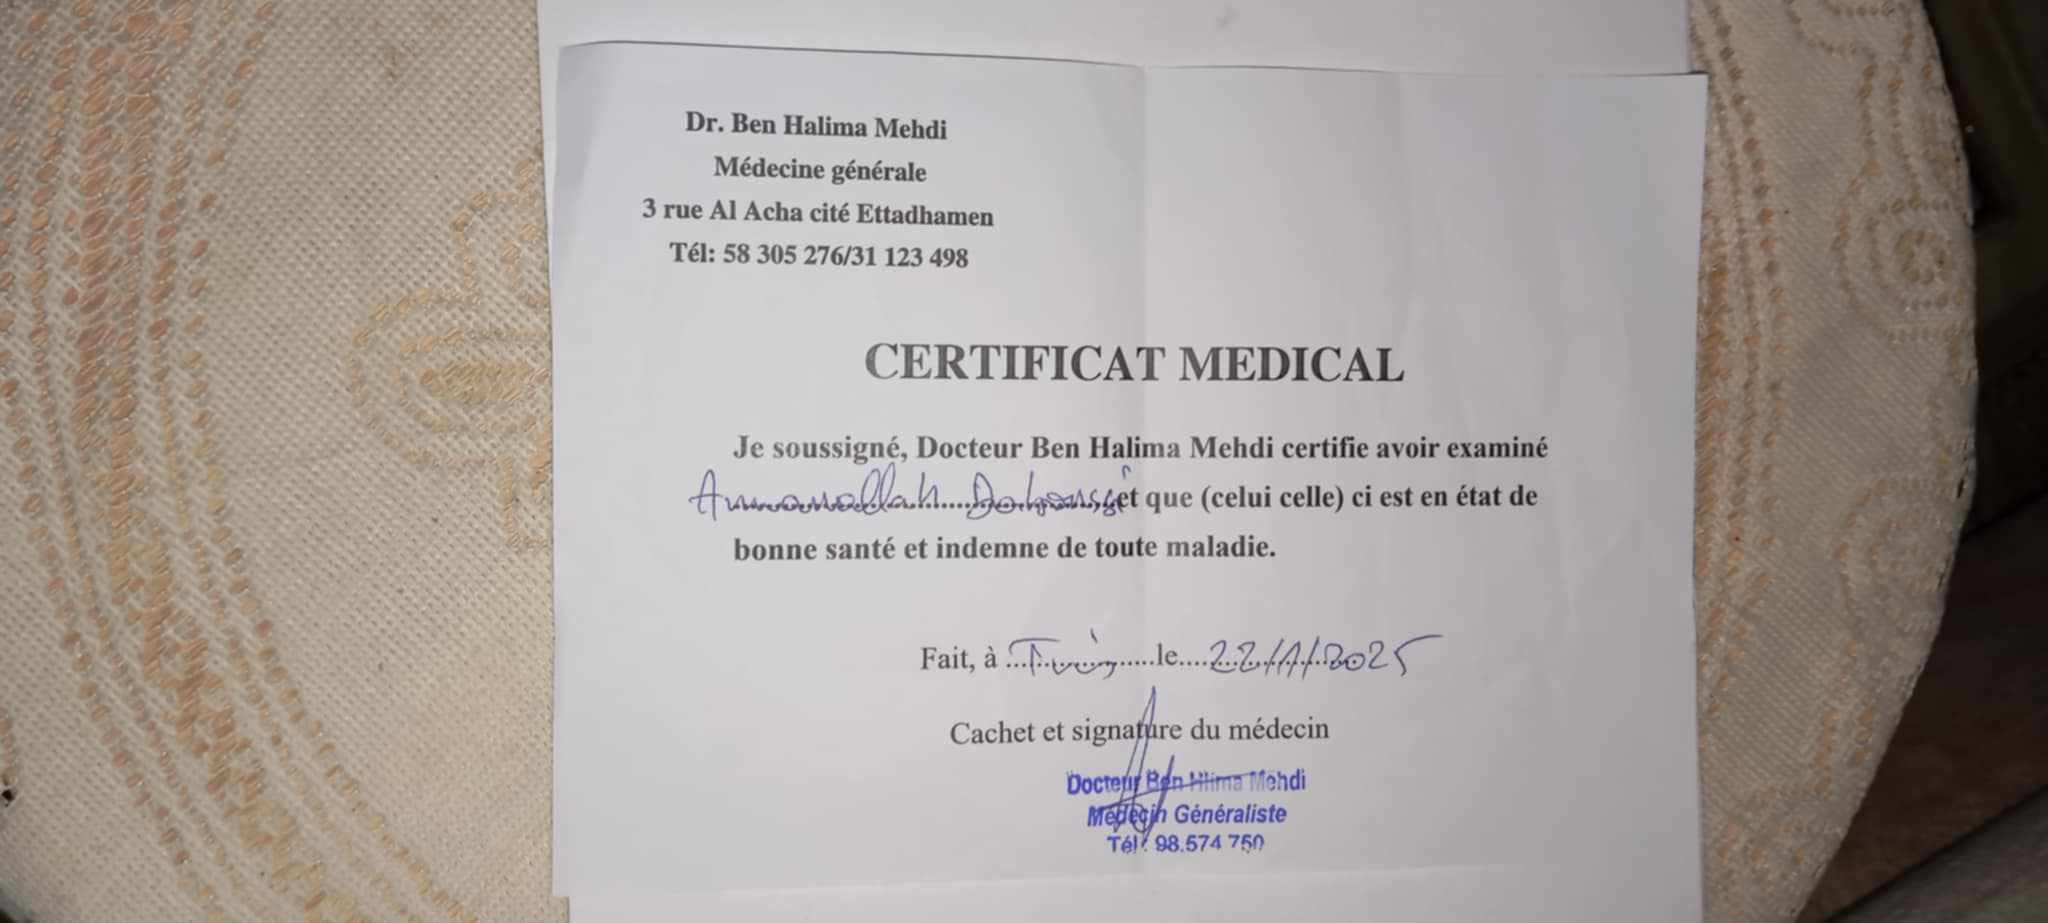 Dr. Ben Halima Mehdi
Médecine générale
3 rue Al Acha cité Ettadhamen
Tél: 58 305 276/31 123 498
CERTIFICAT MEDICAL
Je soussigné, Docteur Ben Halima Mehdi certifie avoir examiné
et que (celui celle) ci est en état de
bonne santé et indemne de toute maladie.
Fait, à Tunis le 22/1/2025
Cachet et signature du médecin
Docteur Ben Hlima Mehdi
Médecin Généraliste
Tél: 98.574 750